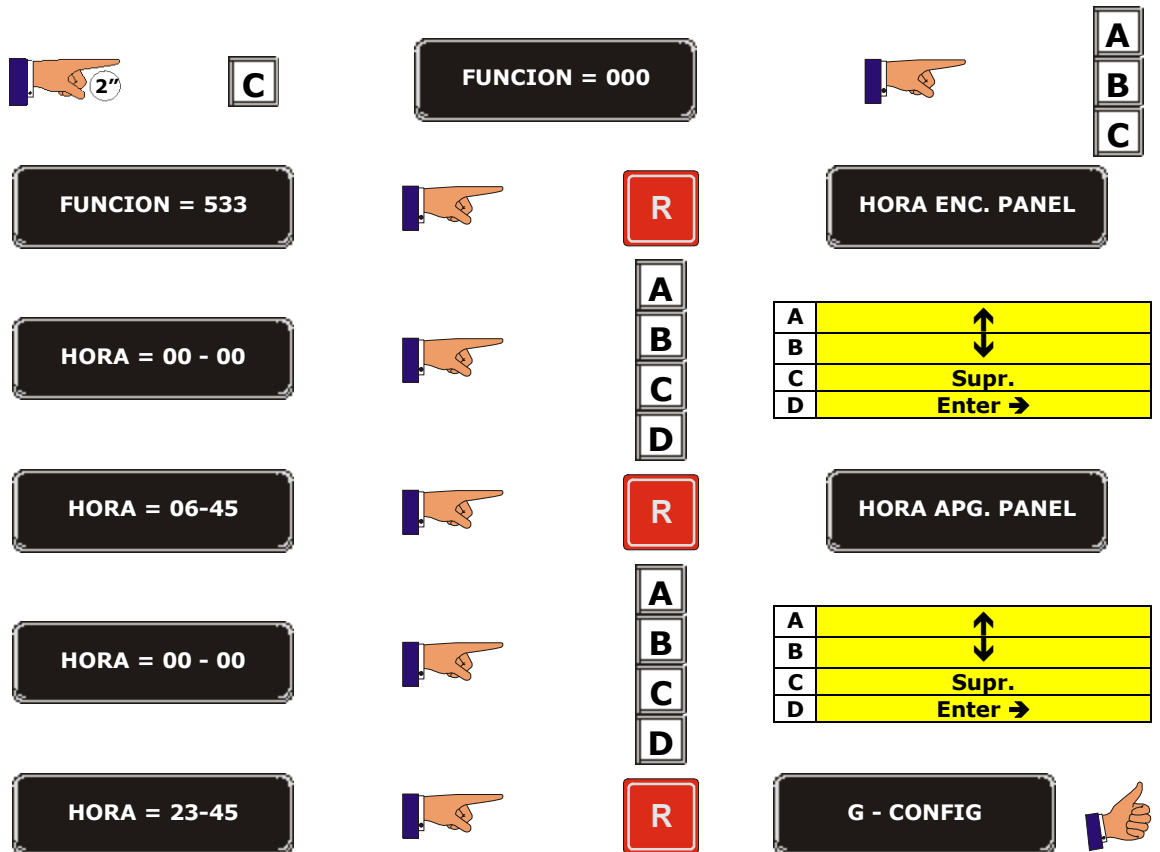 2”
C
FUNCION = 000
A
B
C
FUNCION = 533
R
HORA ENC. PANEL
HORA = 00 - 00
A
B
C
D
A ↑
B ↓
C Supr.
D Enter ➔
HORA = 06-45
R
HORA APG. PANEL
HORA = 00 - 00
A
B
C
D
A ↑
B ↓
C Supr.
D Enter ➔
HORA = 23-45
R
G - CONFIG